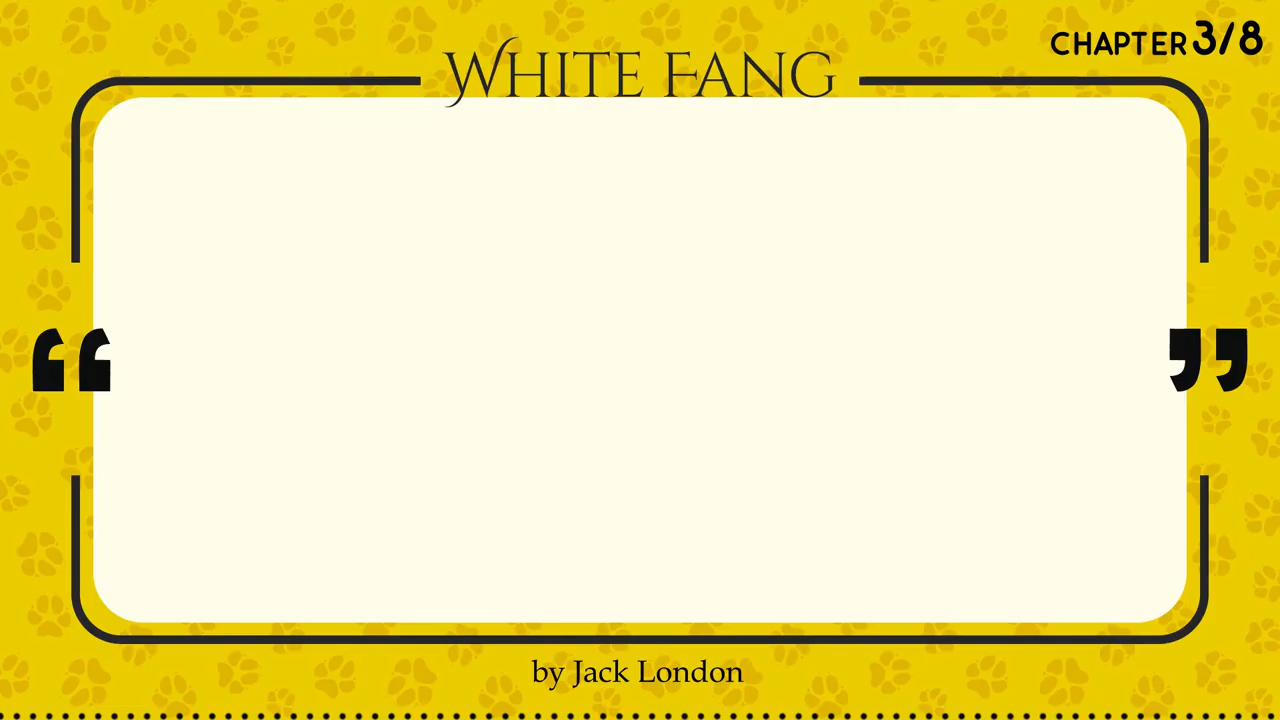 CHAPTER 3/8
WHITE FANG
“ ”
by Jack London